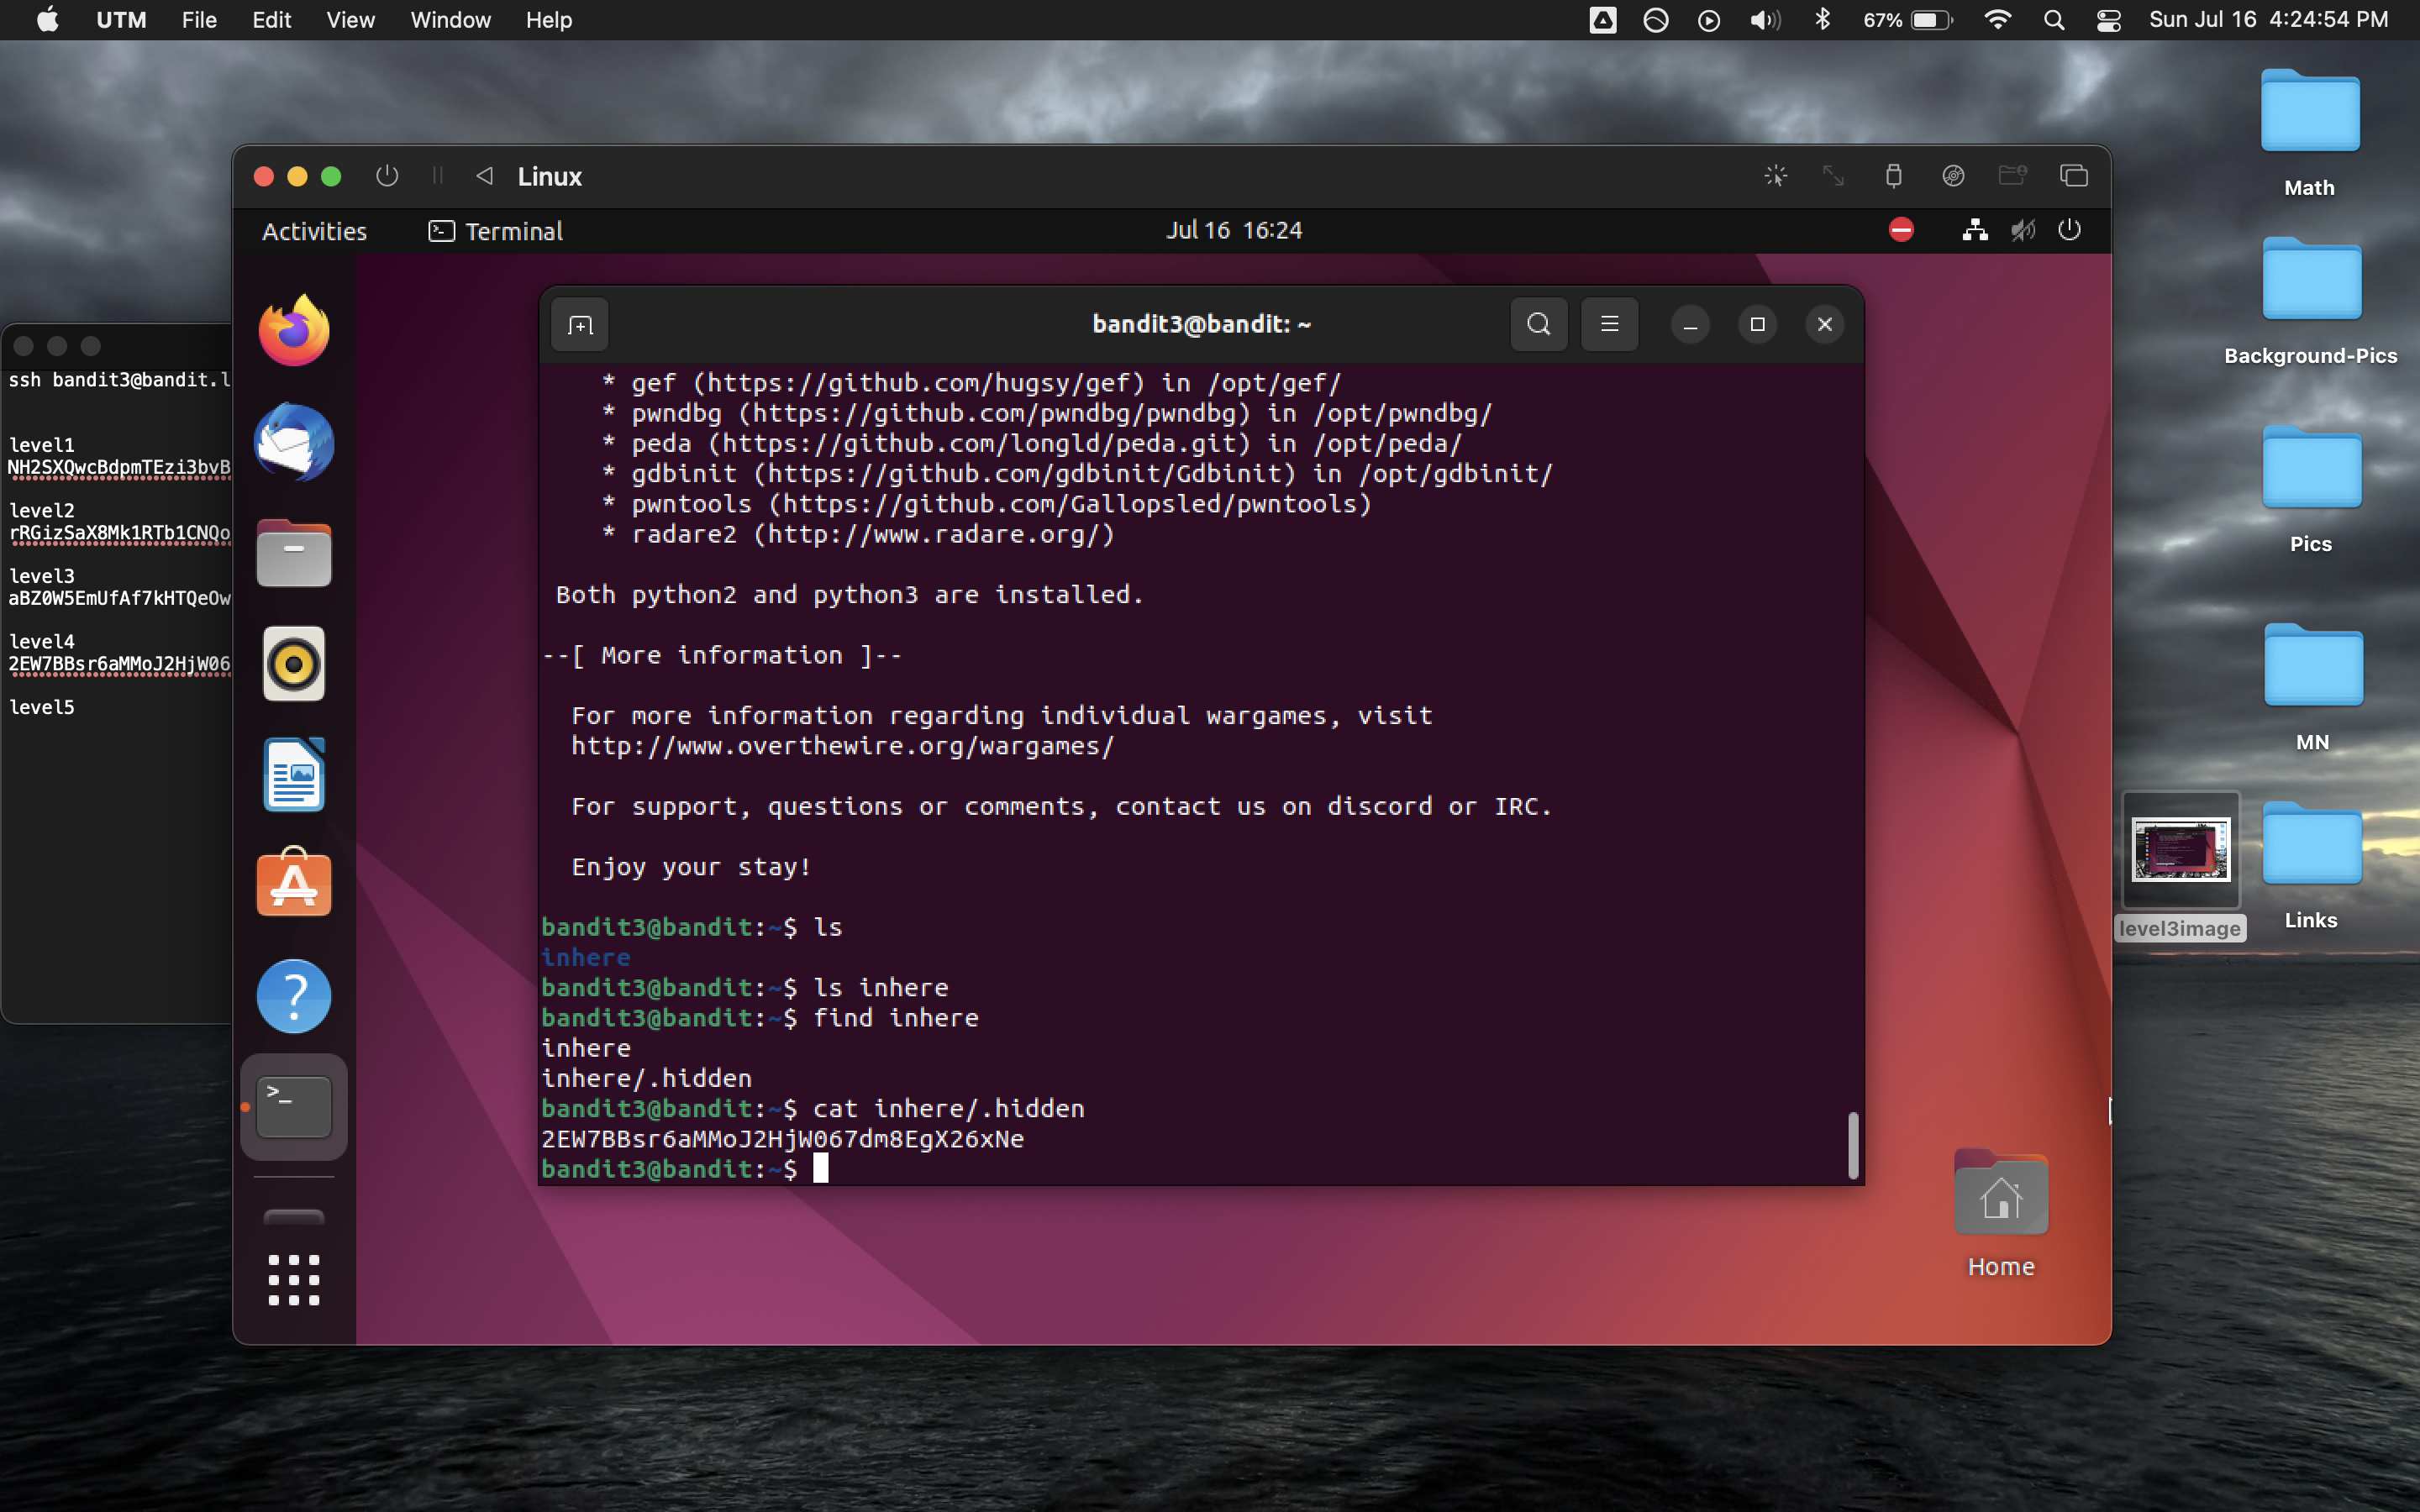 UTM File Edit View Window Help 67% Sun Jul 16 4:24:54 PM
Linux
Activities Terminal Jul 16 16:24
bandit3@bandit: ~
ssh bandit3@bandit.l
level1
NH2SXQwcBdpmTEzi3bvB
level2
rRGizSaX8Mk1RTb1CNQo
level3
aBZ0W5EmUfAf7kHTQeOw
level4
2EW7BBsr6aMMoJ2HjW06
level5
* gef (https://github.com/hugsy/gef) in /opt/gef/
* pwndbg (https://github.com/pwndbg/pwndbg) in /opt/pwndbg/
* peda (https://github.com/longld/peda.git) in /opt/peda/
* gdbinit (https://github.com/gdbinit/Gdbinit) in /opt/gdbinit/
* pwntools (https://github.com/Gallopsled/pwntools)
* radare2 (http://www.radare.org/)
Both python2 and python3 are installed.
--[ More information ]--
For more information regarding individual wargames, visit
http://www.overthewire.org/wargames/
For support, questions or comments, contact us on discord or IRC.
Enjoy your stay!
bandit3@bandit:~$ ls
inhere
bandit3@bandit:~$ ls inhere
bandit3@bandit:~$ find inhere
inhere
inhere/.hidden
bandit3@bandit:~$ cat inhere/.hidden
2EW7BBsr6aMMoJ2HjW067dm8EgX26xNe
bandit3@bandit:~$
Home
Math
Background-Pics
Pics
MN
level3image
Links